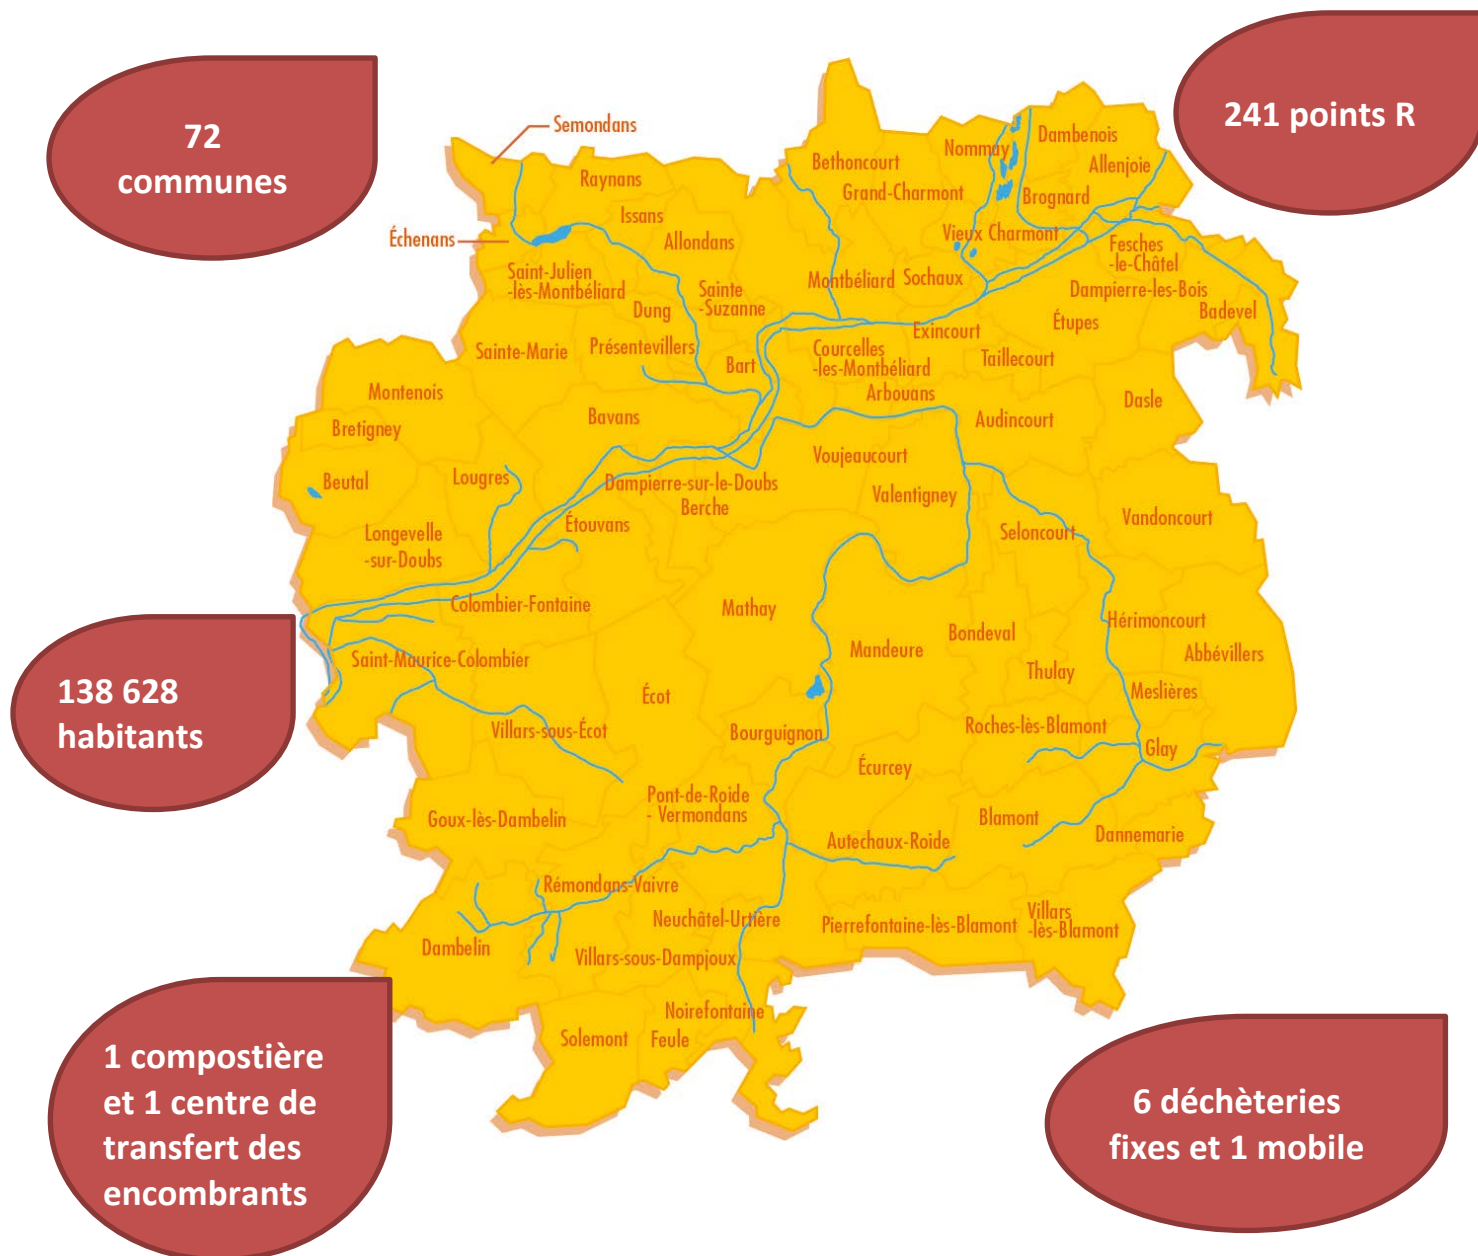 72
communes
241 points R
Semondans
Raynans
Issans
Échenans
Allondans
Saint-Julien
-lès-Montbéliard
Sainte
-Suzanne
Dung
Sainte-Marie
Présentevillers
Bart
Bethoncourt
Grand-Charmont
Nommay
Dambenois
Allenjoie
Brognard
Vieux Charmont
Fesches
-le-Châtel
Montbéliard
Sochaux
Dampierre-les-Bois
Badevel
Étupes
Exincourt
Courcelles
-les-Montbéliard
Taillecourt
Arbouans
Audincourt
Dasle
Montenois
Bretigney
Bavans
Beutal
Lougres
Voujeaucourt
Dampierre-sur-le-Doubs
Berche
Valentigney
Étouvans
Longevelle
-sur-Doubs
Seloncourt
Vandoncourt
Colombier-Fontaine
Mathay
Mandeure
Bondeval
Hérimoncourt
Abbévillers
Saint-Maurice-Colombier
Thulay
Meslières
Écot
138 628
habitants
Villars-sous-Écot
Bourguignon
Roches-lès-Blamont
Glay
Écurcey
Pont-de-Roide
- Vermondans
Goux-lès-Dambelin
Blamont
Dannemarie
Autechaux-Roide
Rémondans-Vaivre
Neuchâtel-Urtière
Pierrefontaine-lès-Blamont
Villars
-lès-Blamont
Dambelin
Villars-sous-Dampjoux
Noirefontaine
Solemont
Feule
1 compostière
et 1 centre de
transfert des
encombrants
6 déchèteries
fixes et 1 mobile